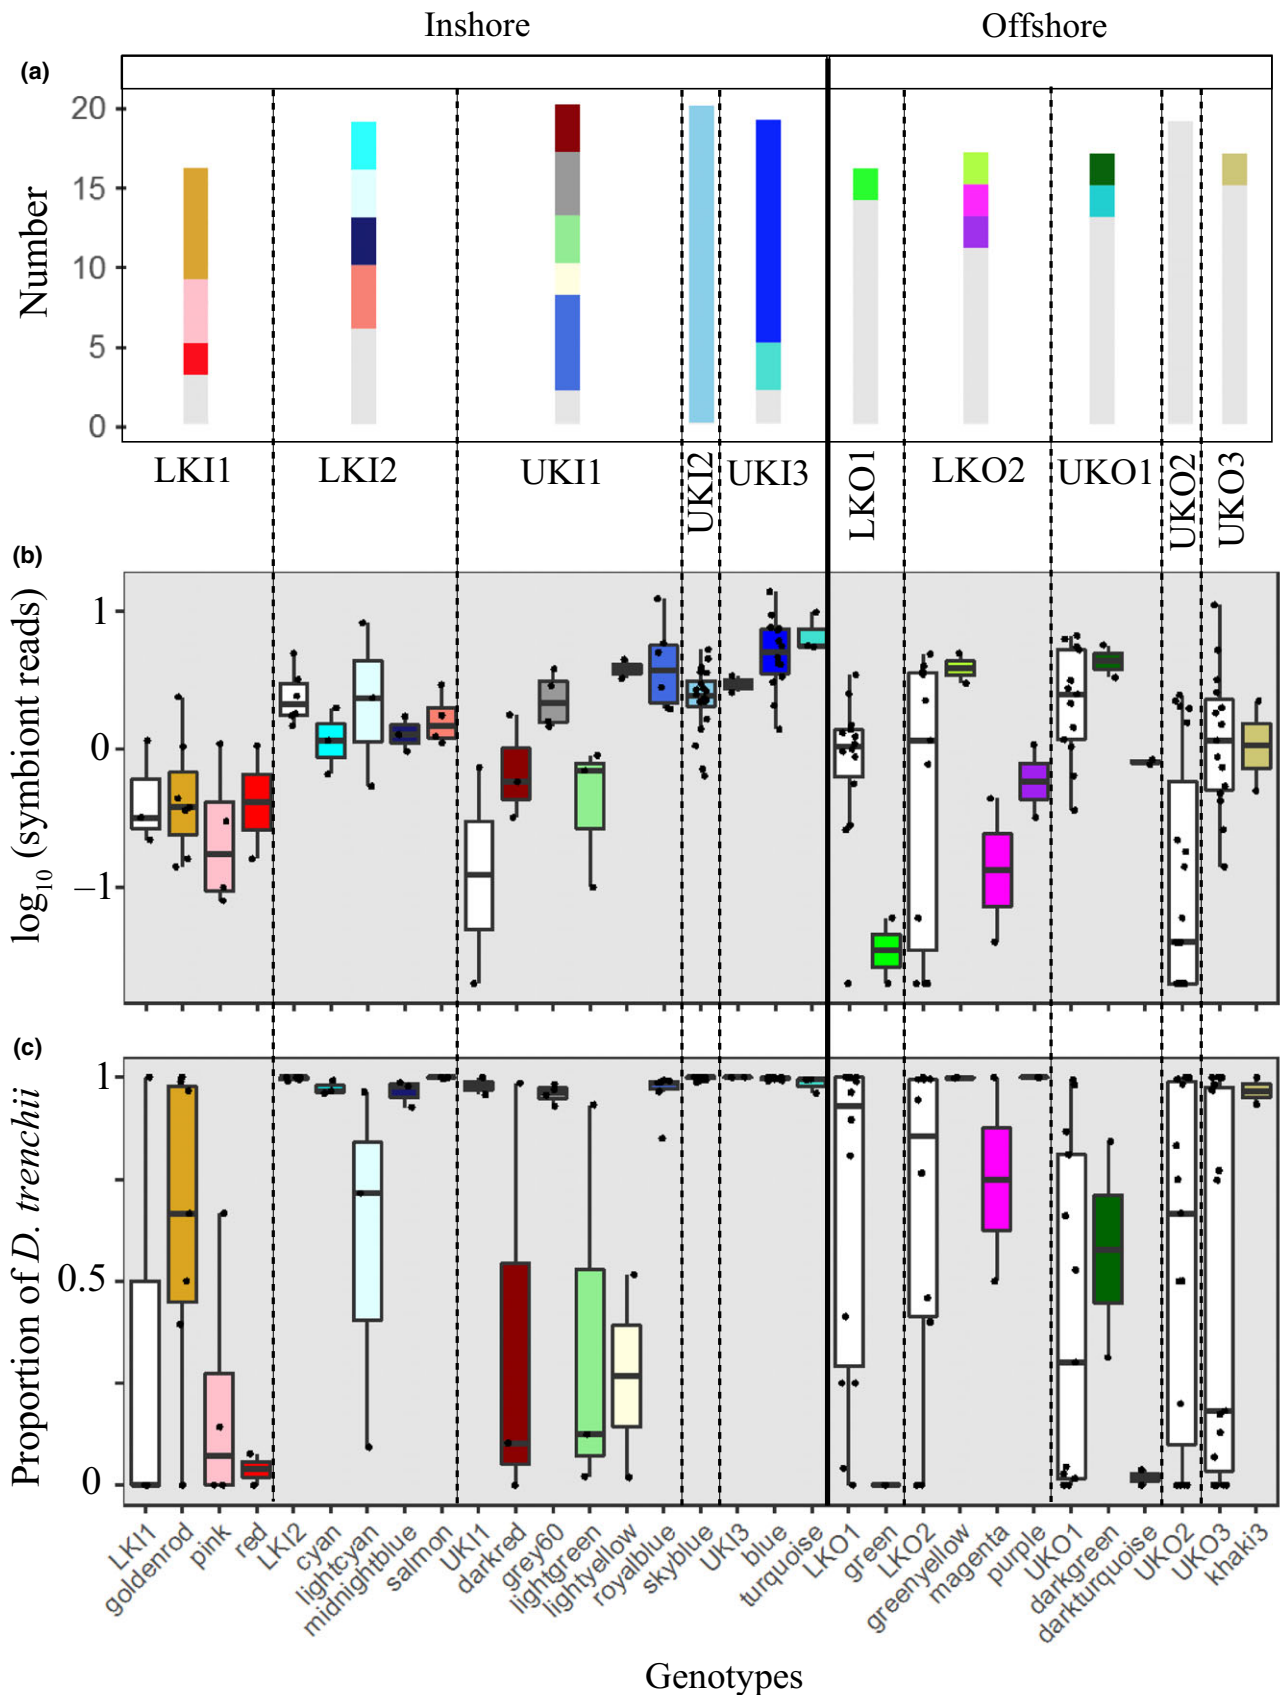 Inshore Offshore
(a)
Number
20
15
10
5
0
LKI1 LKI2 UKI1 UKI2 UKI3 LKO1 LKO2 UKO1 UKO2 UKO3
(b)
log10 (symbiont reads)
1
0
−1
(c)
Proportion of D. trenchii
1
0.5
0
LKI1 goldenrod pink red LKI2 cyan lightcyan midnightblue salmon UKI1 darkred grey60 lightgreen lightyellow royalblue skyblue UKI3 blue turquoise LKO1 green LKO2 greenyellow magenta purple UKO1 darkgreen darkturquoise UKO2 UKO3 khaki3
Genotypes